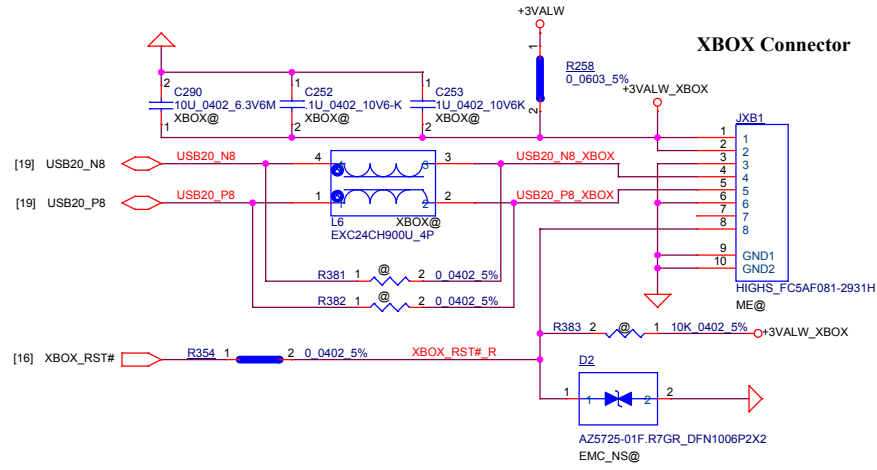 +3VALW
XBOX Connector
R258
0_0603_5%
1
2
+3VALW_XBOX
2
C290
10U_0402_6.3V6M
XBOX@
1
1
C252
.1U_0402_10V6-K
XBOX@
2
1
C253
1U_0402_10V6K
XBOX@
2
JXB1
1 1
2 2
3 3
4 4
5 5
6 6
7 7
8 8
9 GND1
10 GND2
HIGHS_FC5AF081-2931H
ME@
[19] USB20_N8
USB20_N8
4 4 3 3
USB20_N8_XBOX
[19] USB20_P8
USB20_P8
1 1 2 2
USB20_P8_XBOX
L6
XBOX@
EXC24CH900U_4P
R381 1 @ 2 0_0402_5%
R382 1 @ 2 0_0402_5%
R383 2 @ 1 10K_0402_5%
+3VALW_XBOX
[16] XBOX_RST#
R354 1 2 0_0402_5%
XBOX_RST#_R
D2
1 1 2 2
AZ5725-01F.R7GR_DFN1006P2X2
EMC_NS@